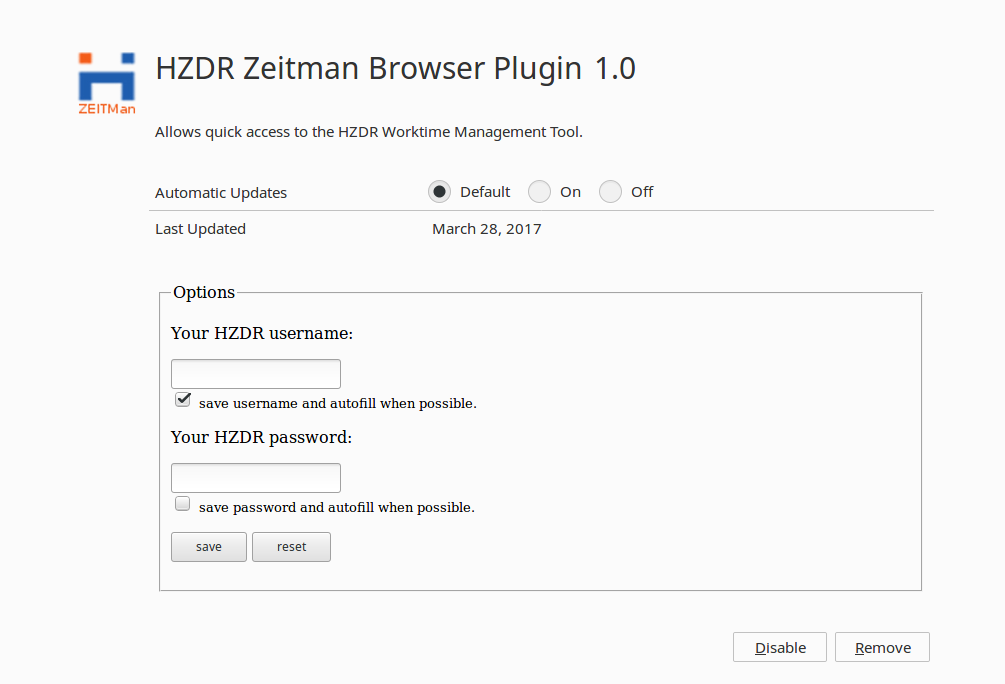 HZDR Zeitman Browser Plugin 1.0
ZEITMan
Allows quick access to the HZDR Worktime Management Tool.
Automatic Updates Default On Off
Last Updated March 28, 2017
Options
Your HZDR username:
save username and autofill when possible.
Your HZDR password:
save password and autofill when possible.
save reset
Disable Remove